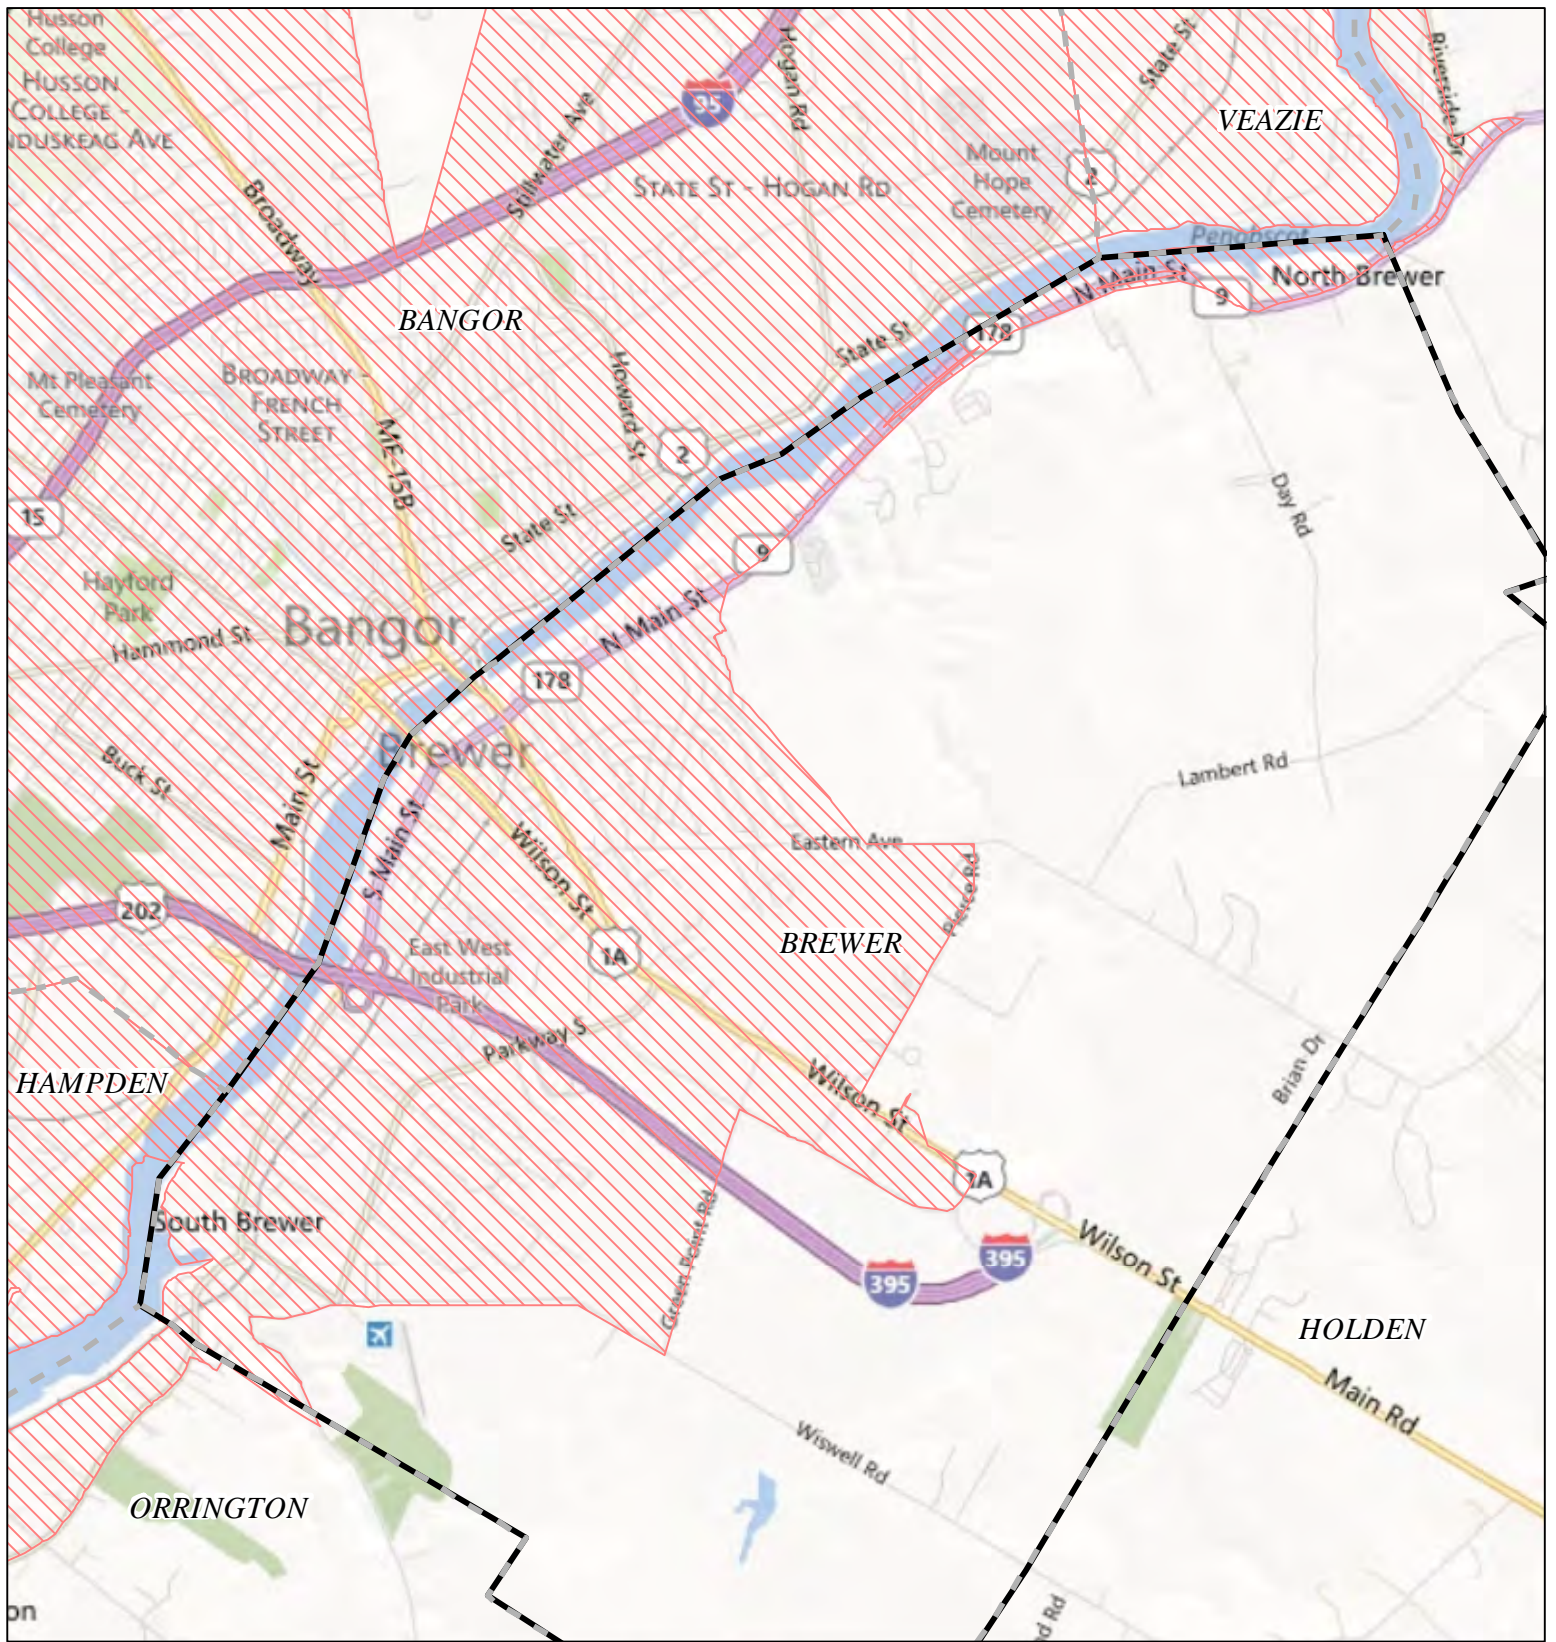 Husson
College
HUSSON
COLLEGE -
NDUSKEAG AVE
Broadway
95
Hogan Rd
State St
Riverside Dr
VEAZIE
Stillwater Ave
STATE ST - HOGAN RD
Mount
Hope
Cemetery
2
Penobscot
N Main St
9
North Brewer
BANGOR
178
State St
Mt Pleasant
Cemetery
BROADWAY -
FRENCH
STREET
Howard St
ME 15B
2
15
State St
9
Day Rd
Hayford
Park
Hammond St
Bangor
N Main St
178
Brewer
Buck St
Main St
Lambert Rd
S Main St
Wilson St
Eastern Ave
Pierce Rd
202
East West
Industrial
Park
1A
BREWER
Parkway S
HAMPDEN
Wilson St
Brian Dr
1A
South Brewer
Green Point Rd
Wilson St
395
395
HOLDEN
Main Rd
Wiswell Rd
ORRINGTON
on
d Rd